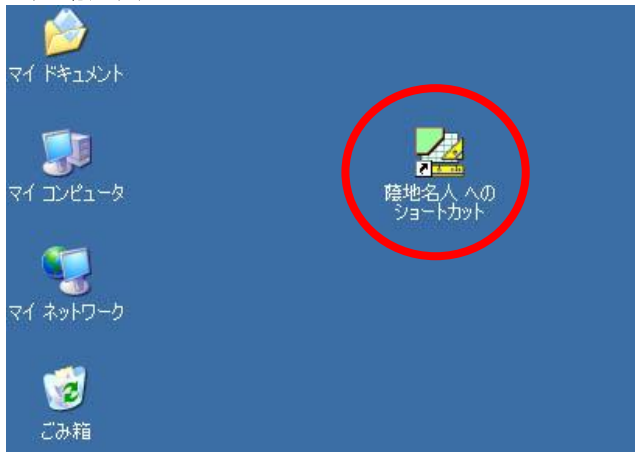 マイ ドキュメント
マイ コンピュータ
蔭地名人 への
ショートカット
マイ ネットワーク
ごみ箱